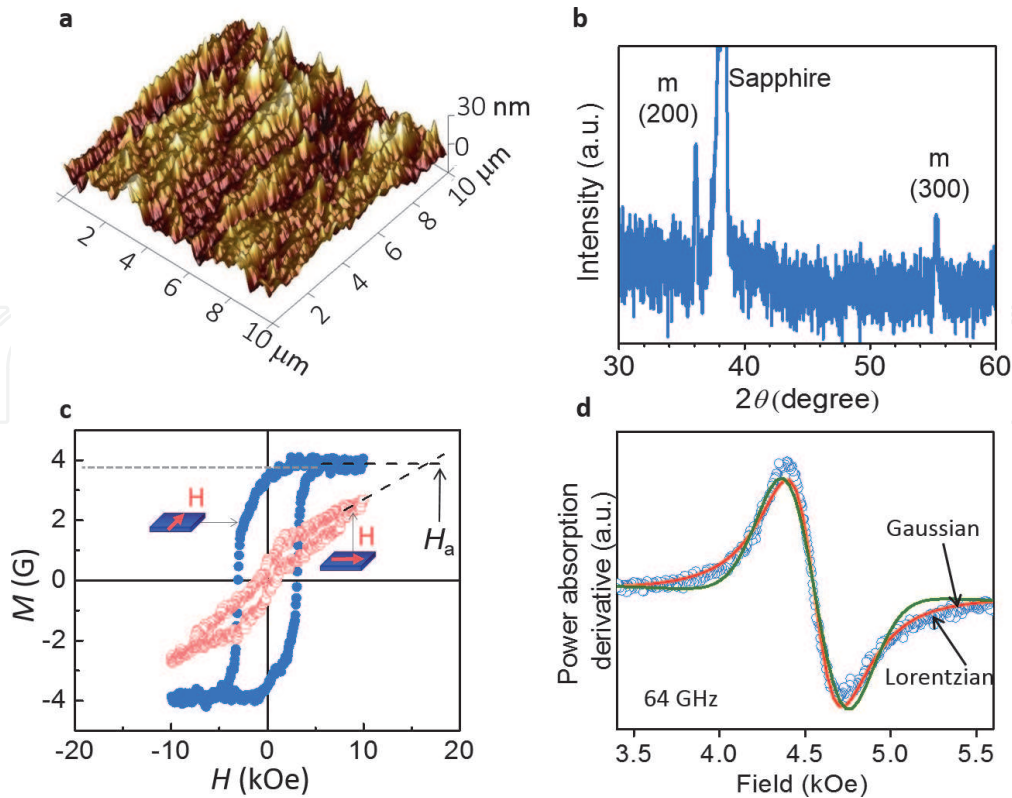 a
30 nm
0
2
4
6
8
10 μm
2
4
6
8
10 μm
b
m
(200)
Sapphire
m
(300)
Intensity (a.u.)
30
40
50
60
2θ (degree)
c
4
2
0
-2
-4
M (G)
H
H
Ha
-20
-10
0
10
20
H (kOe)
d
Power absorption
derivative (a.u.)
Gaussian
Lorentzian
64 GHz
3.5
4.0
4.5
5.0
5.5
Field (kOe)